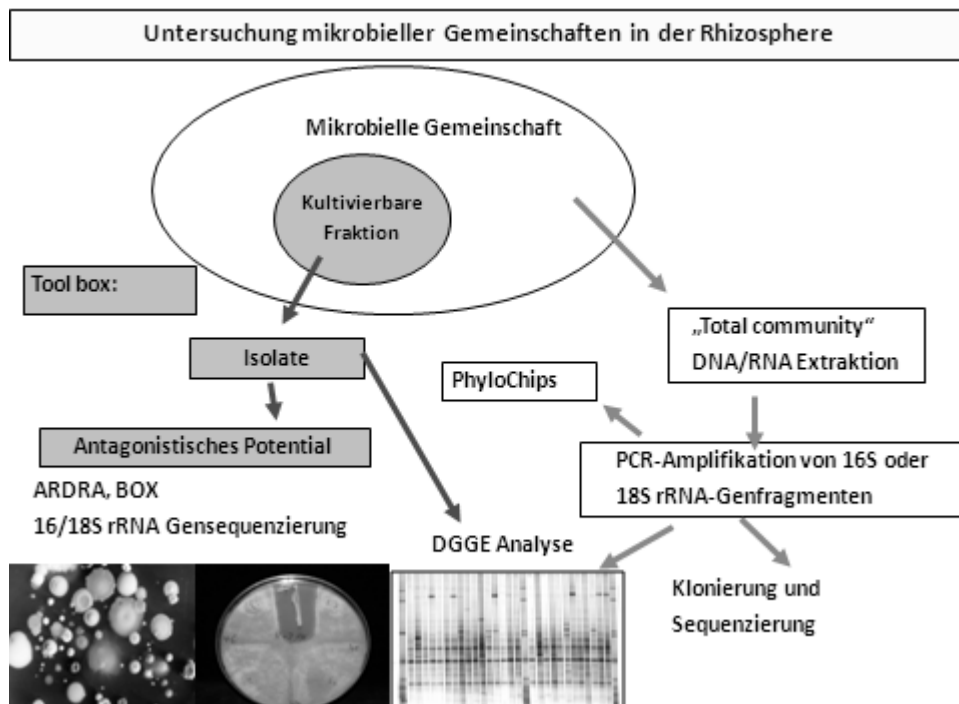 Untersuchung mikrobieller Gemeinschaften in der Rhizosphere
Mikrobielle Gemeinschaft
Kultivierbare
Fraktion
Tool box:
„Total community“
DNA/RNA Extraktion
Isolate
PhyloChips
Antagonistisches Potential
PCR-Amplifikation von 16S oder
18S rRNA-Genfragmenten
ARDRA, BOX
16/18S rRNA Gensequenzierung
DGGE Analyse
Klonierung und
Sequenzierung